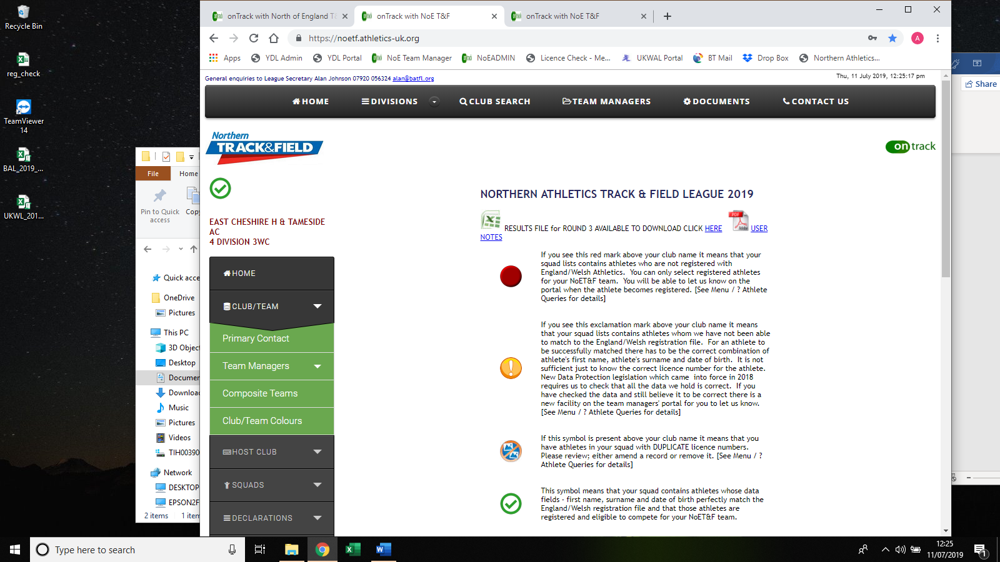 Recycle Bin
reg_check
TeamViewer
14
BAL_2019_...
UKWL_201...
onTrack with North of England T&
onTrack with NoE T&F
onTrack with NoE T&F
https://noetf.athletics-uk.org
A
Apps
YDL Admin
YDL Portal
NoE Team Manager
NoEADMIN
Licence Check - Me...
UKWAL Portal
BT Mail
Drop Box
Northern Athletics...
General enquiries to League Secretary Alan Johnson 07920 056324 alan@batfl.org
Thu, 11 July 2019, 12:25:17 pm
HOME
DIVISIONS
CLUB SEARCH
TEAM MANAGERS
DOCUMENTS
CONTACT US
Northern
TRACK&FIELD
on track
EAST CHESHIRE H & TAMESIDE
AC
4 DIVISION 3WC
HOME
CLUB/TEAM
Primary Contact
Team Managers
Composite Teams
Club/Team Colours
HOST CLUB
SQUADS
DECLARATIONS
NORTHERN ATHLETICS TRACK & FIELD LEAGUE 2019
RESULTS FILE for ROUND 3 AVAILABLE TO DOWNLOAD CLICK HERE PDF Adobe USER
NOTES
If you see this red mark above your club name it means that your
squad lists contains athletes who are not registered with
England/Welsh Athletics. You can only select registered athletes
for your NoET&F team. You will be able to let us know on the
portal when the athlete becomes registered. [See Menu / ? Athlete
Queries for details]
If you see this exclamation mark above your club name it means
that your squad lists contains athletes whom we have not been able
to match to the England/Welsh registration file. For an athlete to
be successfully matched there has to be the correct combination of
athlete's first name, athlete's surname and date of birth. It is not
sufficient just to know the correct licence number for the athlete.
New Data Protection legislation which came into force in 2018
requires us to check that all the data we hold is correct. If you
have checked the data and still believe it to be correct there is a
new facility on the team managers' portal for you to let us know.
[See Menu / ? Athlete Queries for details]
If this symbol is present above your club name it means that you
have athletes in your squad with DUPLICATE licence numbers.
Please review; either amend a record or remove it. [See Menu / ?
Athlete Queries for details]
This symbol means that your squad contains athletes whose data
fields - first name, surname and date of birth perfectly match the
England/Welsh registration file and that those athletes are
registered and eligible to compete for your NoET&F team.
Share
File
Home
Pin to Quick
access
Copy
Quick acce
OneDrive
Pictures
This PC
3D Object
Desktop
Documen
Download
Music
Pictures
Videos
TIH00390
Network
DESKTOP
EPSON2F
2 items
1 item
Type here to search
12:25
11/07/2019
1